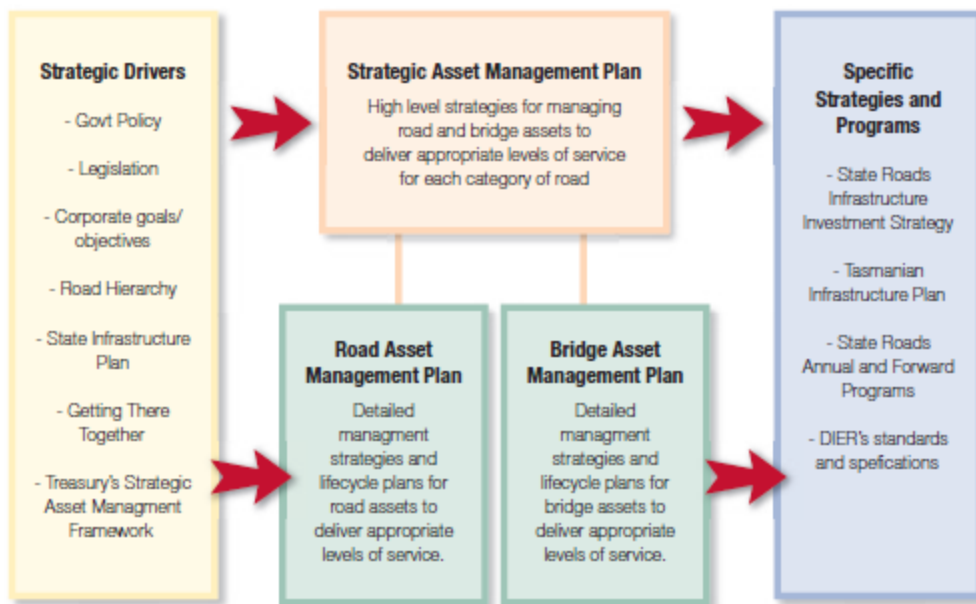 Strategic Drivers
- Govt Policy
- Legislation
- Corporate goals/
objectives
- Road Hierarchy
- State Infrastructure
Plan
- Getting There
Together
- Treasury's Strategic
Asset Managment
Framework
Strategic Asset Management Plan
High level strategies for managing
road and bridge assets to
deliver appropriate levels of service
for each category of road
Road Asset
Management Plan
Detailed
managment
strategies and
lifecycle plans for
road assets to
deliver appropriate
levels of service.
Bridge Asset
Management Plan
Detailed
managment
strategies and
lifecycle plans for
bridge assets to
deliver appropriate
levels of service.
Specific
Strategies and
Programs
- State Roads
Infrastructure
Investment Strategy
- Tasmanian
Infrastructure Plan
- State Roads
Annual and Forward
Programs
- DIER's standards
and spefications